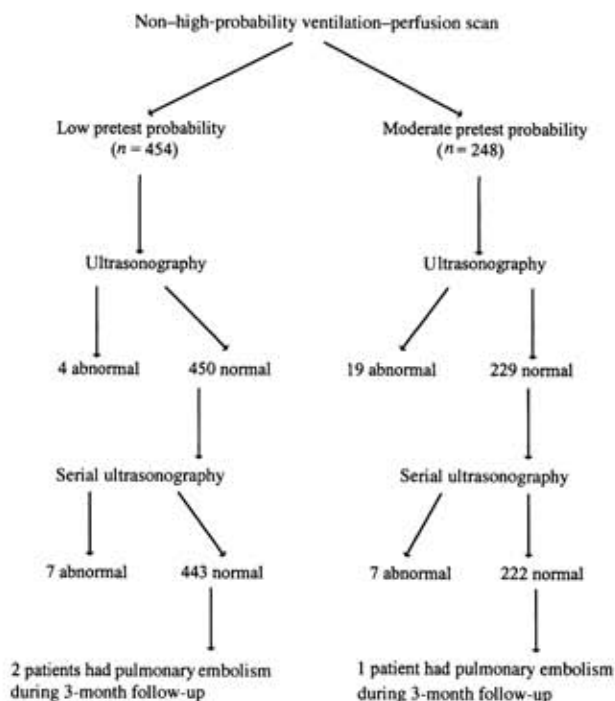 Non–high-probability ventilation–perfusion scan
Low pretest probability
(n = 454)
Moderate pretest probability
(n = 248)
Ultrasonography
Ultrasonography
4 abnormal
450 normal
19 abnormal
229 normal
Serial ultrasonography
Serial ultrasonography
7 abnormal
443 normal
7 abnormal
222 normal
2 patients had pulmonary embolism
during 3-month follow-up
1 patient had pulmonary embolism
during 3-month follow-up